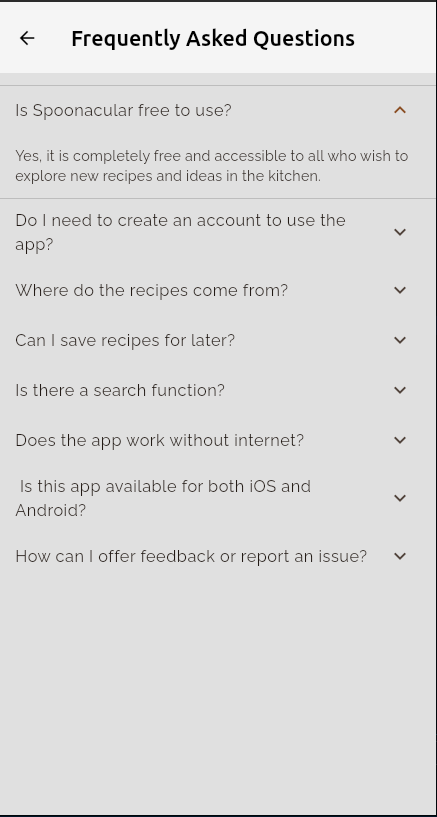 Frequently Asked Questions
Is Spoonacular free to use?
Yes, it is completely free and accessible to all who wish to
explore new recipes and ideas in the kitchen.
Do I need to create an account to use the
app?
Where do the recipes come from?
Can I save recipes for later?
Is there a search function?
Does the app work without internet?
Is this app available for both iOS and
Android?
How can I offer feedback or report an issue?